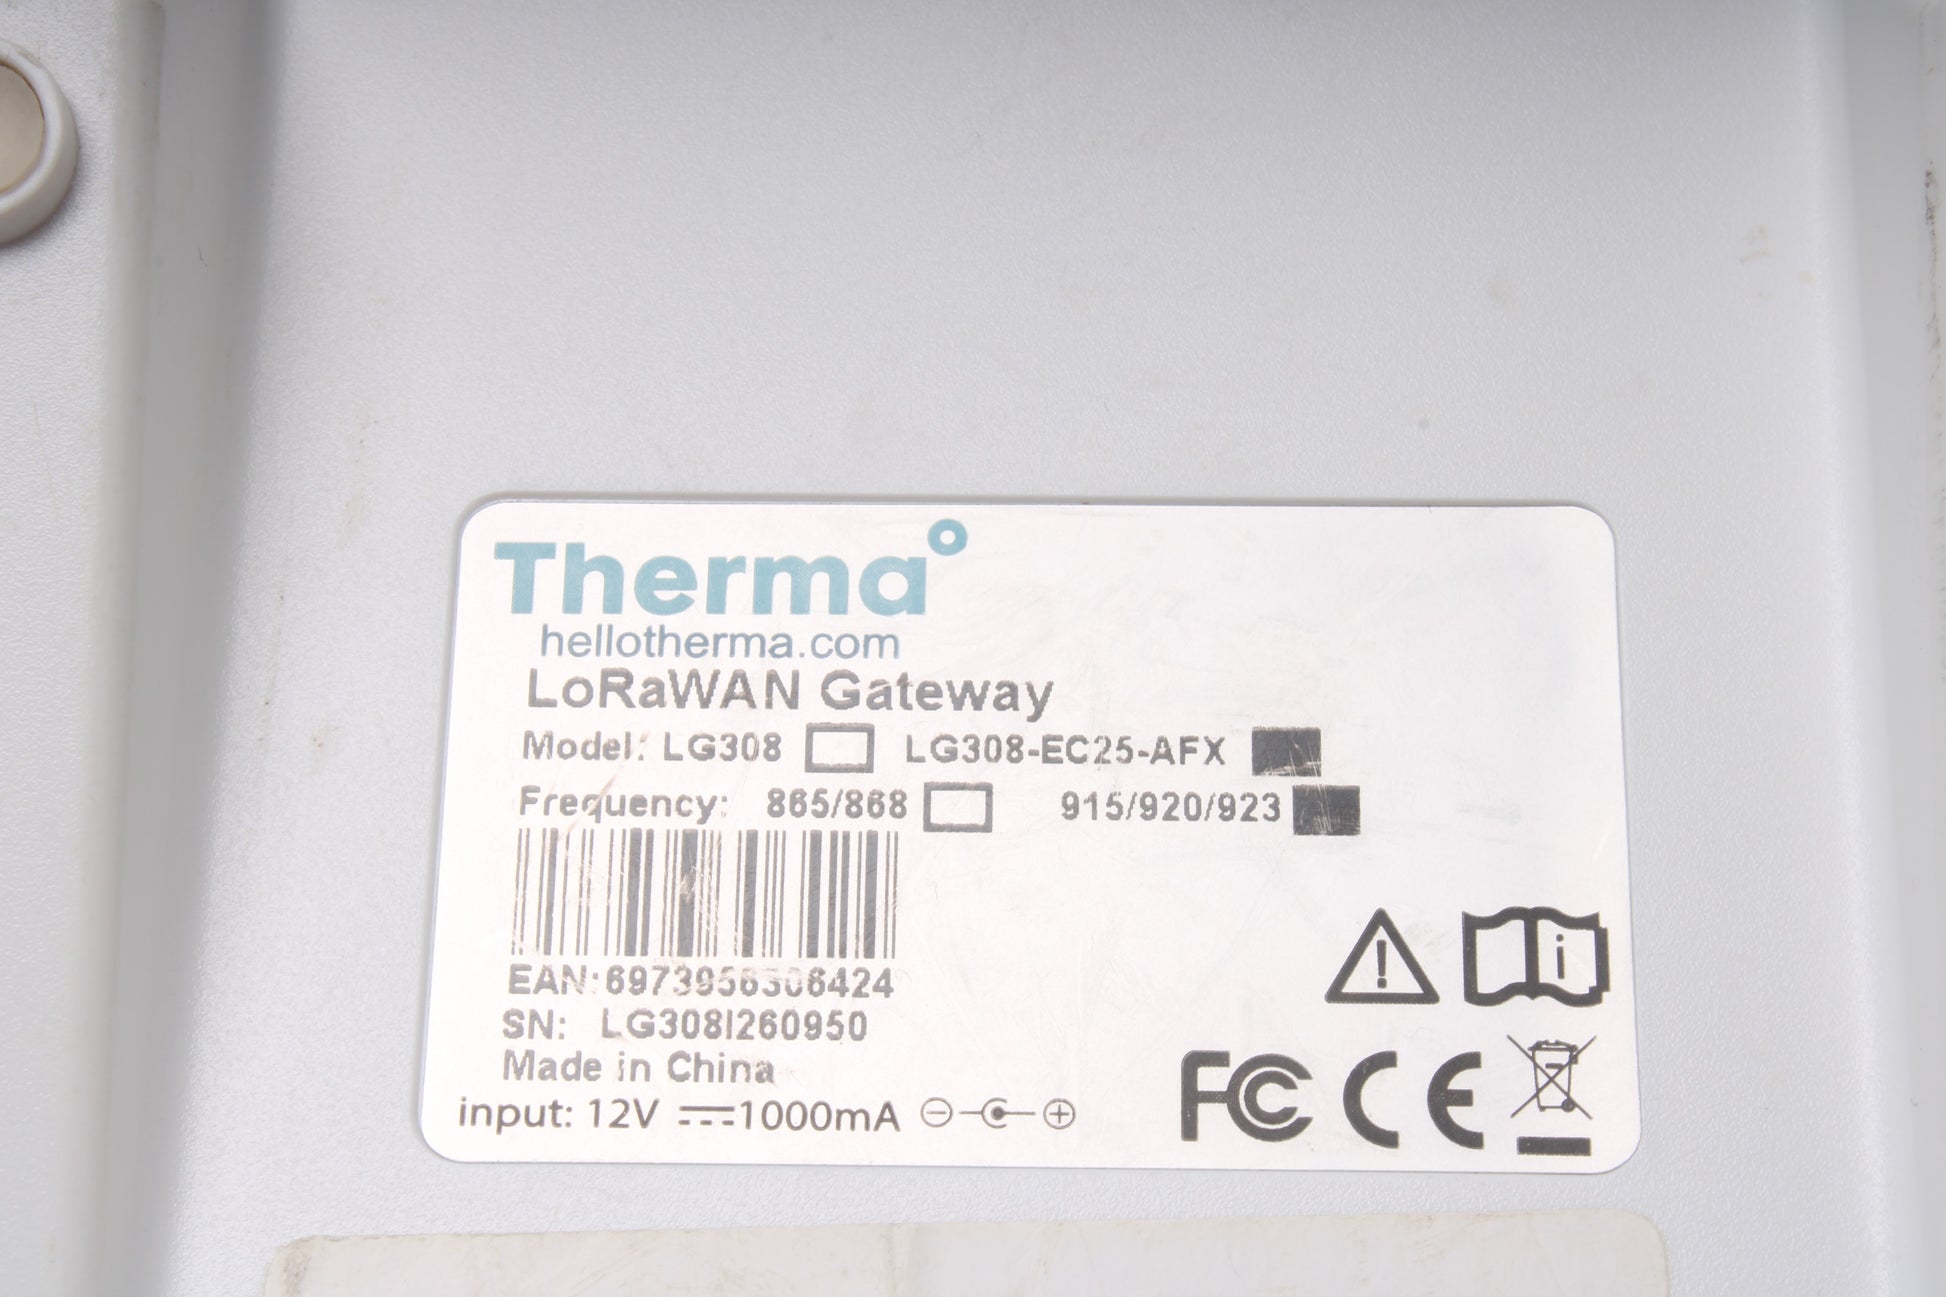 Therma°
hellotherma.com
LoRaWAN Gateway
Model: LG308 LG308-EC25-AFX
Frequency: 865/868 915/920/923
EAN:6973956306424
SN: LG308I260950
Made in China
input: 12V 1000mA
FC CE